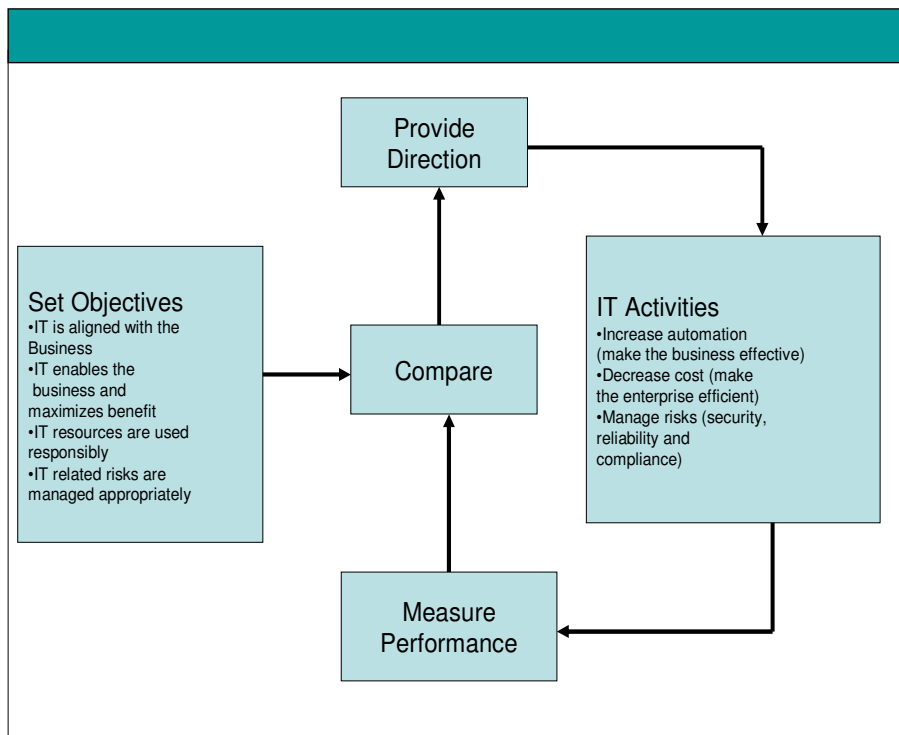 Provide
Direction
Set Objectives
•IT is aligned with the
Business
•IT enables the
business and
maximizes benefit
•IT resources are used
responsibly
•IT related risks are
managed appropriately
Compare
IT Activities
•Increase automation
(make the business effective)
•Decrease cost (make
the enterprise efficient)
•Manage risks (security,
reliability and
compliance)
Measure
Performance